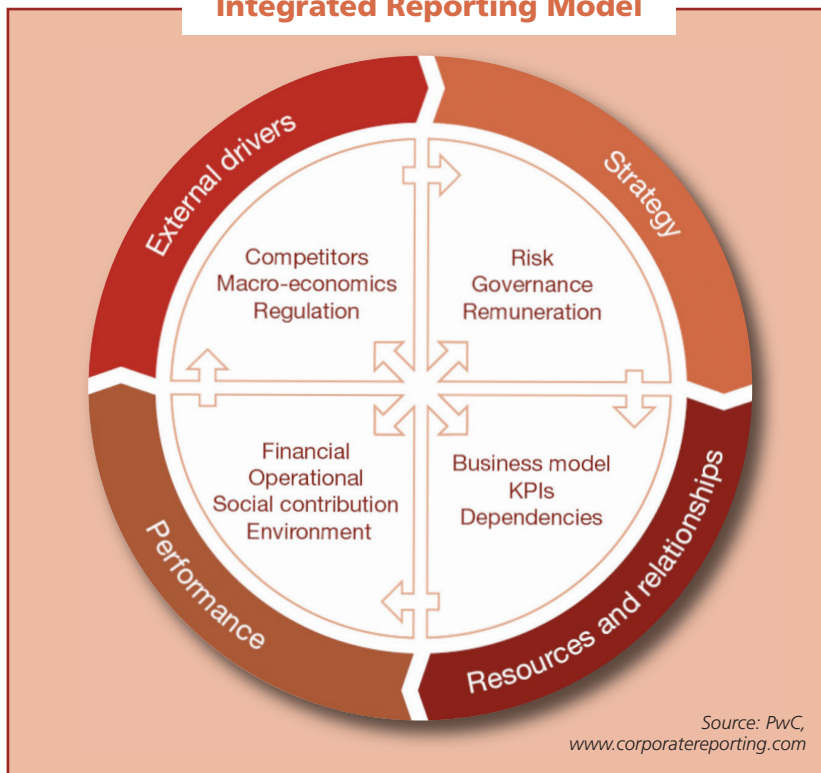 Integrated Reporting Model
External drivers
Strategy
Competitors
Macro-economics
Regulation
Risk
Governance
Remuneration
Financial
Operational
Social contribution
Environment
Business model
KPIs
Dependencies
Performance
Resources and relationships
Source: PwC,
www.corporatereporting.com